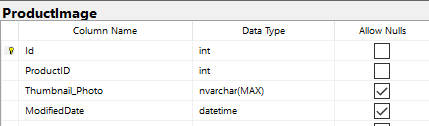 ProductImage
Column Name Data Type Allow Nulls
Id int
ProductID int
Thumbnail_Photo nvarchar(MAX)
ModifiedDate datetime